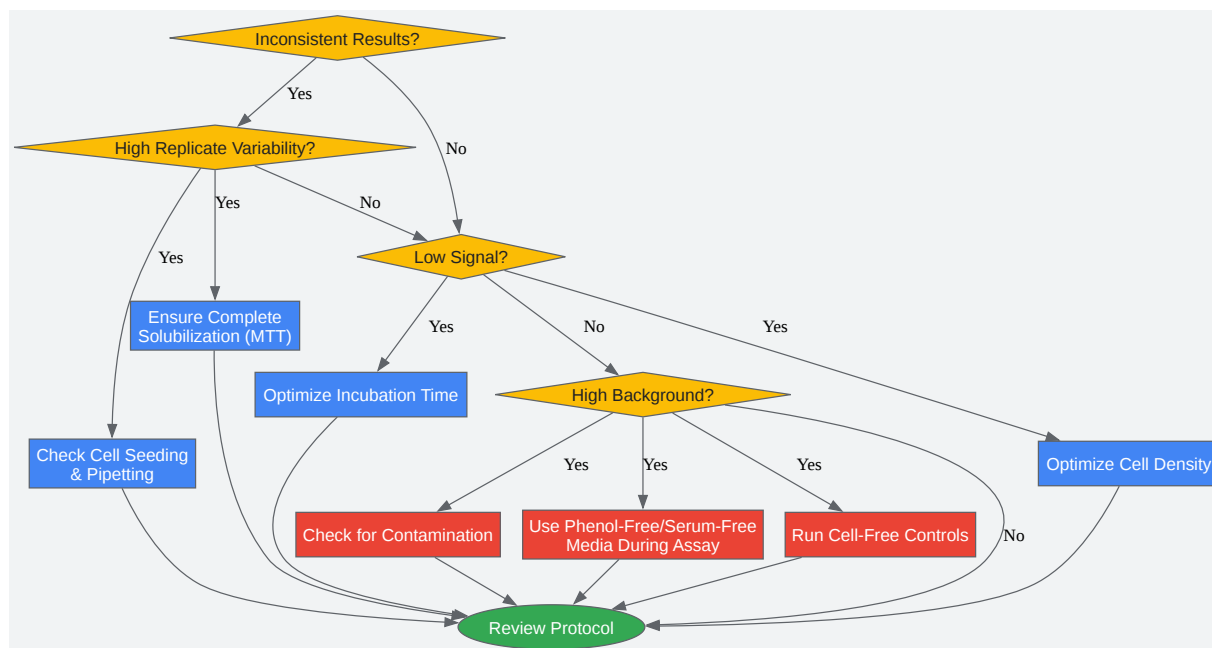 Inconsistent Results?
Yes
High Replicate Variability?
No
Yes
No
Yes
Low Signal?
Ensure Complete
Solubilization (MTT)
Yes
No
Yes
Optimize Incubation Time
High Background?
Check Cell Seeding
& Pipetting
Yes
Yes
Yes
Optimize Cell Density
Check for Contamination
Use Phenol-Free/Serum-Free
Media During Assay
Run Cell-Free Controls
No
Review Protocol